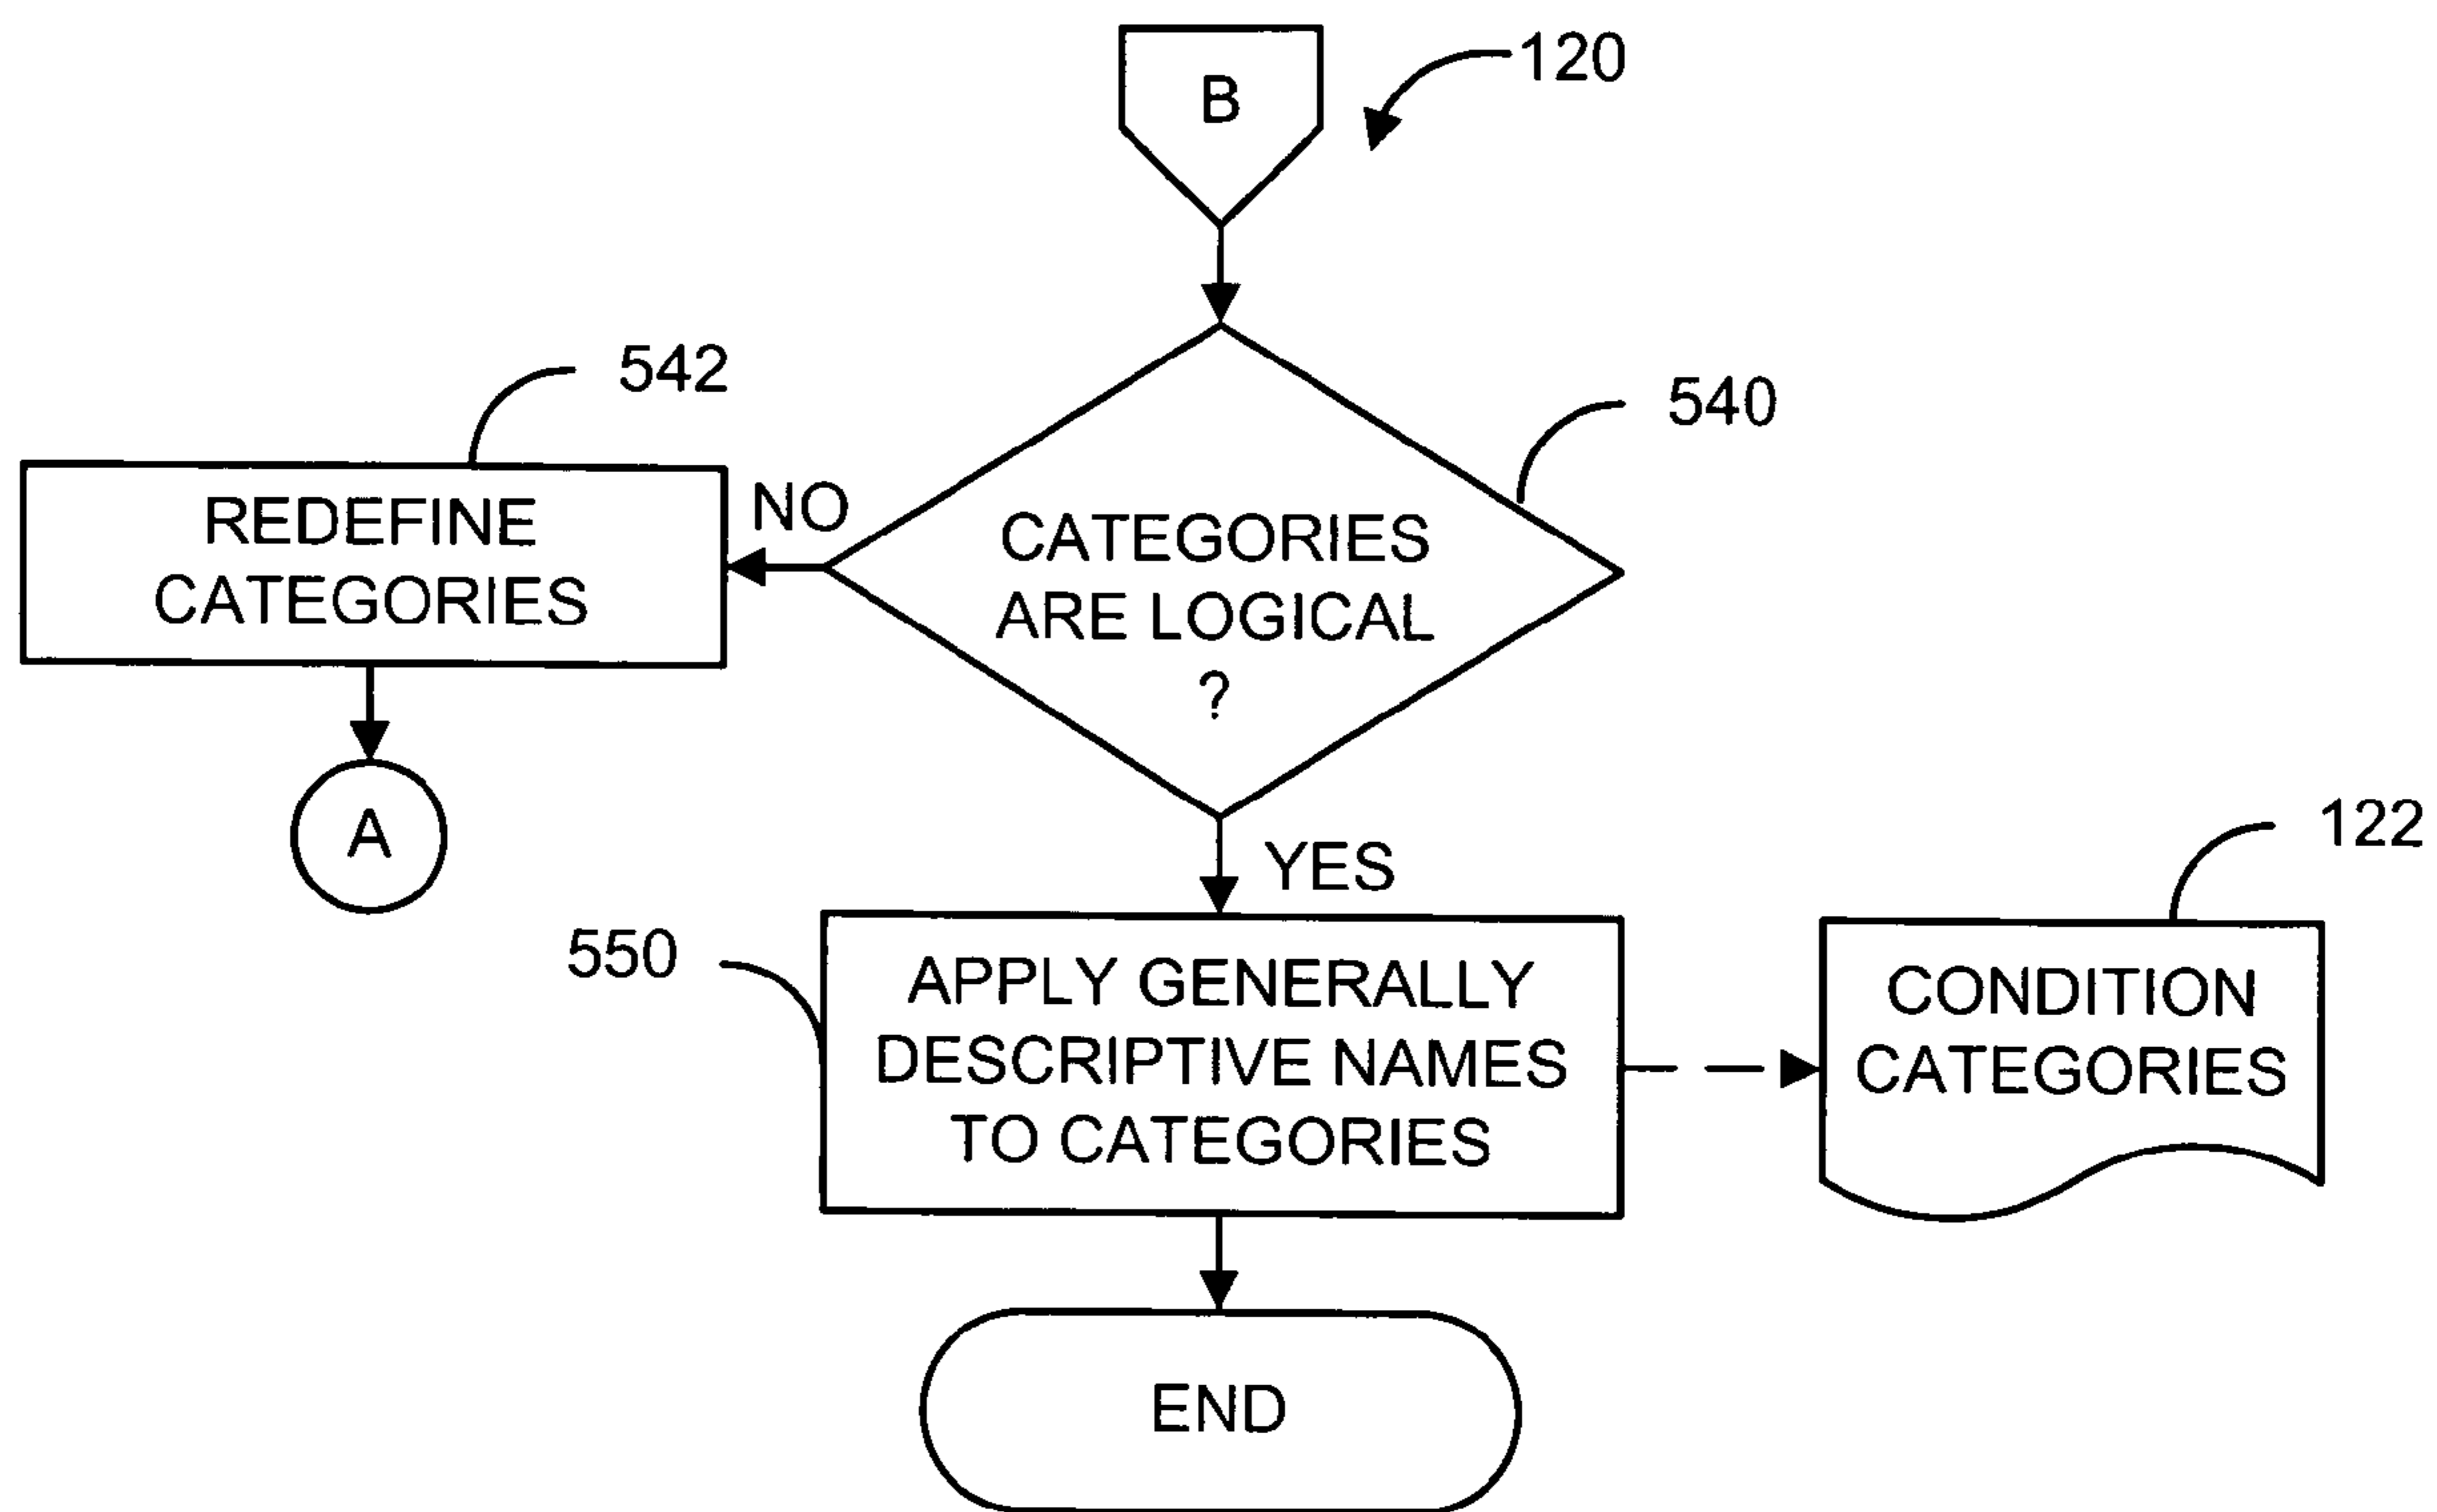 B
120
542
540
REDEFINE
CATEGORIES
NO
CATEGORIES
ARE LOGICAL
?
A
YES
122
550
APPLY GENERALLY
DESCRIPTIVE NAMES
TO CATEGORIES
CONDITION
CATEGORIES
END